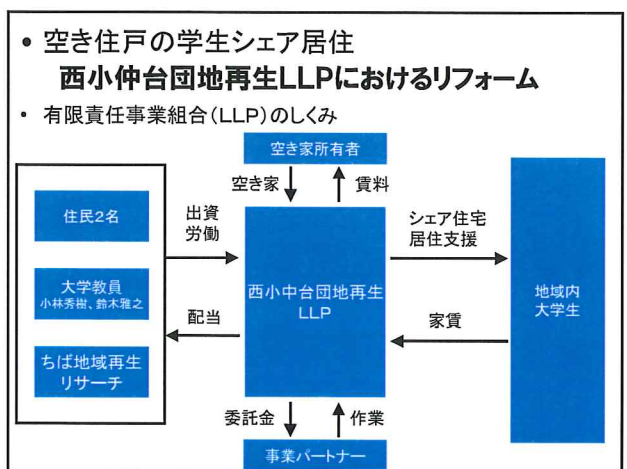 • 空き住戸の学生シェア居住
西小仲台団地再生LLPにおけるリフォーム
• 有限責任事業組合(LLP)のしくみ
空き家所有者
空き家
賃料
住民2名
大学教員
小林秀樹、鈴木雅之
ちば地域再生
リサーチ
出資
労働
配当
西小中台団地再生
LLP
シェア住宅
居住支援
家賃
地域内
大学生
委託金
作業
事業パートナー